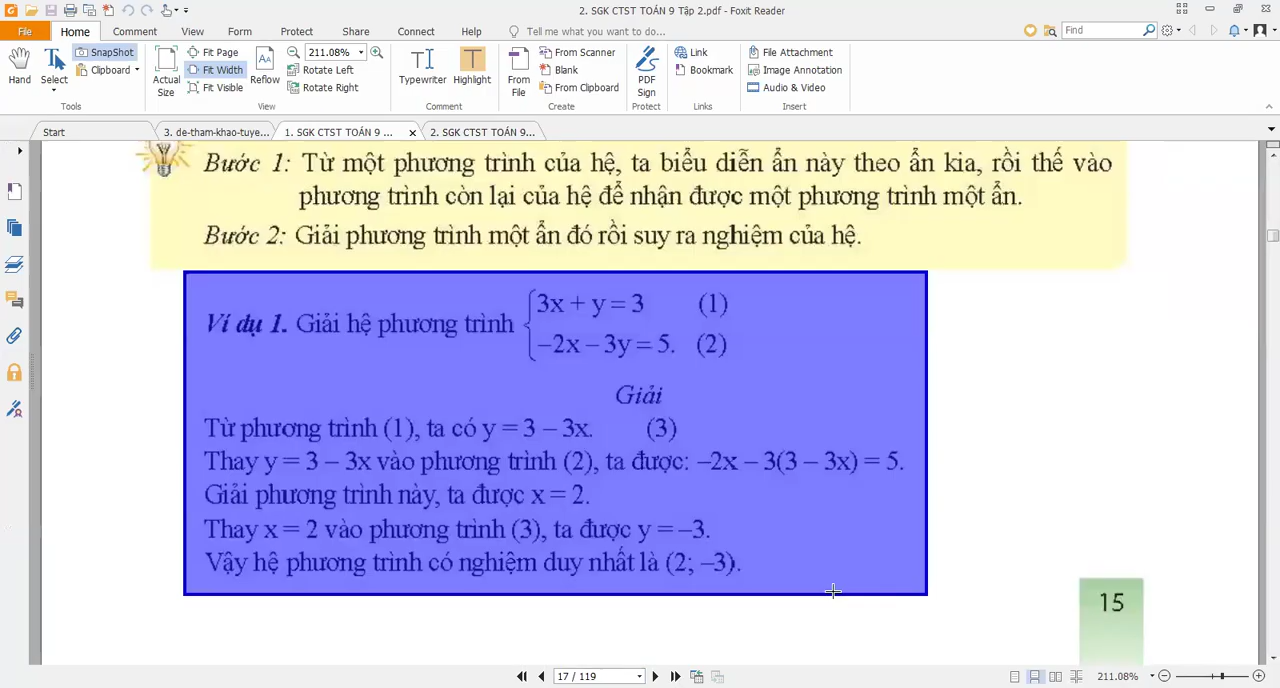 2. SGK CTST TOÁN 9 Tập 2.pdf - Foxit Reader
File Home Comment View Form Protect Share Connect Help Tell me what you want to do... Find
Hand Select SnapShot Clipboard Actual Size Fit Page Fit Width Fit Visible Reflow 211.08% Rotate Left Rotate Right Typewriter Highlight From File From Scanner Blank From Clipboard PDF Sign Link Bookmark File Attachment Image Annotation Audio & Video
Tools View Comment Create Protect Links Insert
Start 3. de-tham-khao-tuye... 1. SGK CTST TOÁN 9 ... 2. SGK CTST TOÁN 9...
Bước 1: Từ một phương trình của hệ, ta biểu diễn ẩn này theo ẩn kia, rồi thế vào
phương trình còn lại của hệ để nhận được một phương trình một ẩn.
Bước 2: Giải phương trình một ẩn đó rồi suy ra nghiệm của hệ.
3x + y = 3 (1)
Ví dụ 1. Giải hệ phương trình
−2x − 3y = 5. (2)
Giải
Từ phương trình (1), ta có y = 3 − 3x. (3)
Thay y = 3 − 3x vào phương trình (2), ta được: −2x − 3(3 − 3x) = 5.
Giải phương trình này, ta được x = 2.
Thay x = 2 vào phương trình (3), ta được y = −3.
Vậy hệ phương trình có nghiệm duy nhất là (2; −3).
15
17 / 119 211.08%